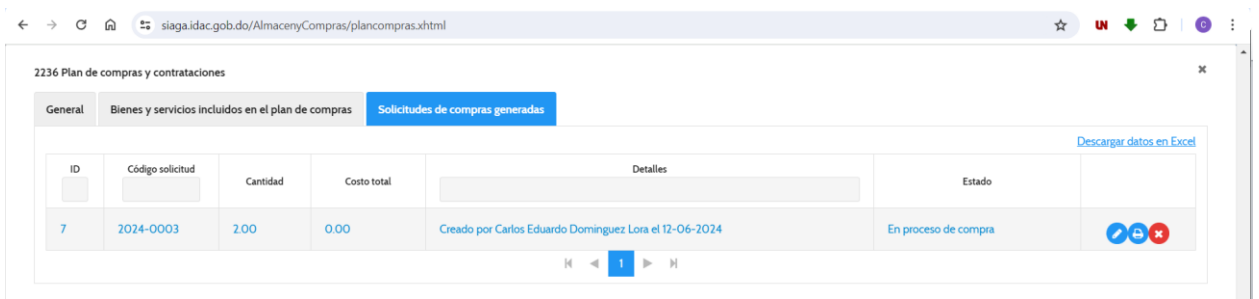 siaga.idac.gob.do/AlmacenyCompras/plancompras.xhtml
UN
C
2236 Plan de compras y contrataciones
General
Bienes y servicios incluidos en el plan de compras
Solicitudes de compras generadas
Descargar datos en Excel
ID
Código solicitud
Cantidad
Costo total
Detalles
Estado
7
2024-0003
2.00
0.00
Creado por Carlos Eduardo Dominguez Lora el 12-06-2024
En proceso de compra
1